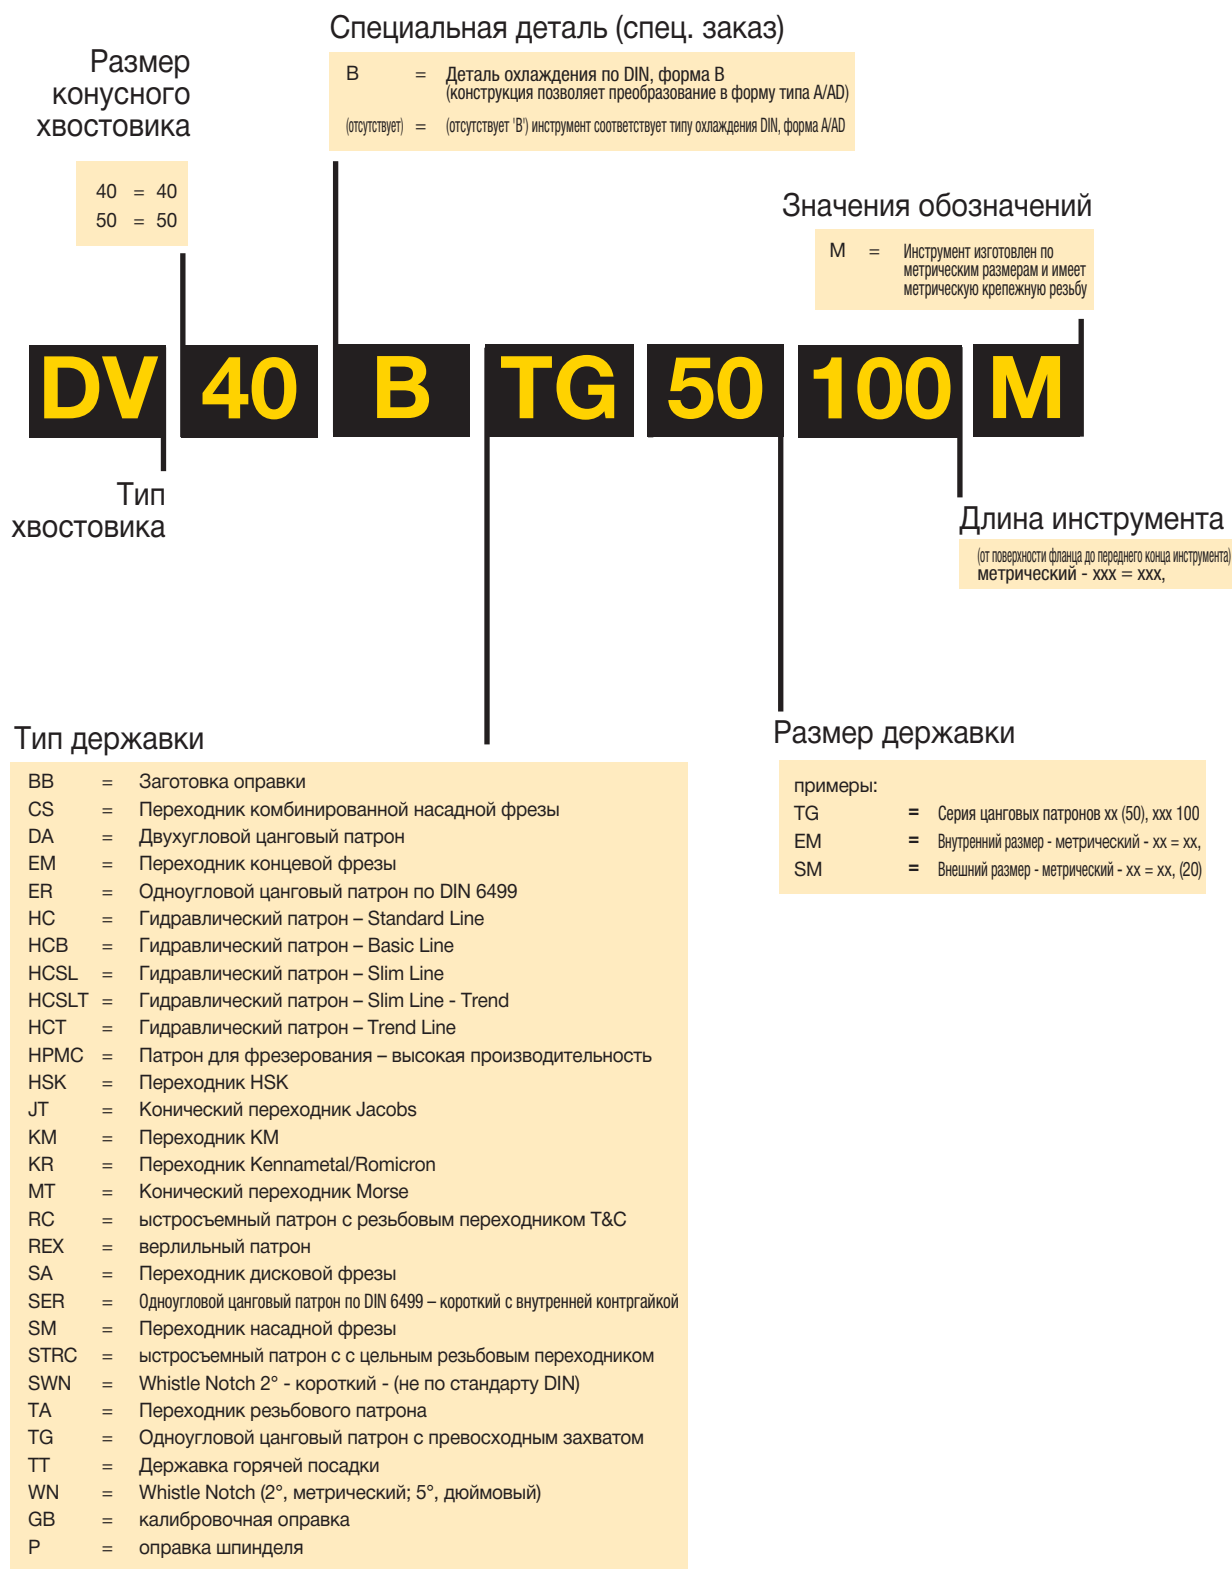 Специальная деталь (спец. заказ)
B = Деталь охлаждения по DIN, форма B
(конструкция позволяет преобразование в форму типа A/AD)
(отсутствует) = (отсутствует 'B') инструмент соответствует типу охлаждения DIN, форма A/AD
Размер
конусного
хвостовика
40 = 40
50 = 50
Значения обозначений
M = Инструмент изготовлен по
метрическим размерам и имеет
метрическую крепежную резьбу
DV 40 B TG 50 100 M
Тип
хвостовика
Длина инструмента
(от поверхности фланца до переднего конца инструмента)
метрический - xxx = xxx,
Тип державки
BB = Заготовка оправки
CS = Переходник комбинированной насадной фрезы
DA = Двухугловой цанговый патрон
EM = Переходник концевой фрезы
ER = Одноугловой цанговый патрон по DIN 6499
HC = Гидравлический патрон – Standard Line
HCB = Гидравлический патрон – Basic Line
HCSL = Гидравлический патрон – Slim Line
HCSLT = Гидравлический патрон – Slim Line - Trend
HCT = Гидравлический патрон – Trend Line
HPMC = Патрон для фрезерования – высокая производительность
HSK = Переходник HSK
JT = Конический переходник Jacobs
KM = Переходник KM
KR = Переходник Kennametal/Romicron
MT = Конический переходник Morse
RC = ыстросъемный патрон с резьбовым переходником T&C
REX = верлильный патрон
SA = Переходник дисковой фрезы
SER = Одноугловой цанговый патрон по DIN 6499 – короткий с внутренней контргайкой
SM = Переходник насадной фрезы
STRC = ыстросъемный патрон с с цельным резьбовым переходником
SWN = Whistle Notch 2° - короткий - (не по стандарту DIN)
TA = Переходник резьбового патрона
TG = Одноугловой цанговый патрон с превосходным захватом
TT = Державка горячей посадки
WN = Whistle Notch (2°, метрический; 5°, дюймовый)
GB = калибровочная оправка
P = оправка шпинделя
Размер державки
примеры:
TG = Серия цанговых патронов xx (50), xxx 100
EM = Внутренний размер - метрический - xx = xx,
SM = Внешний размер - метрический - xx = xx, (20)